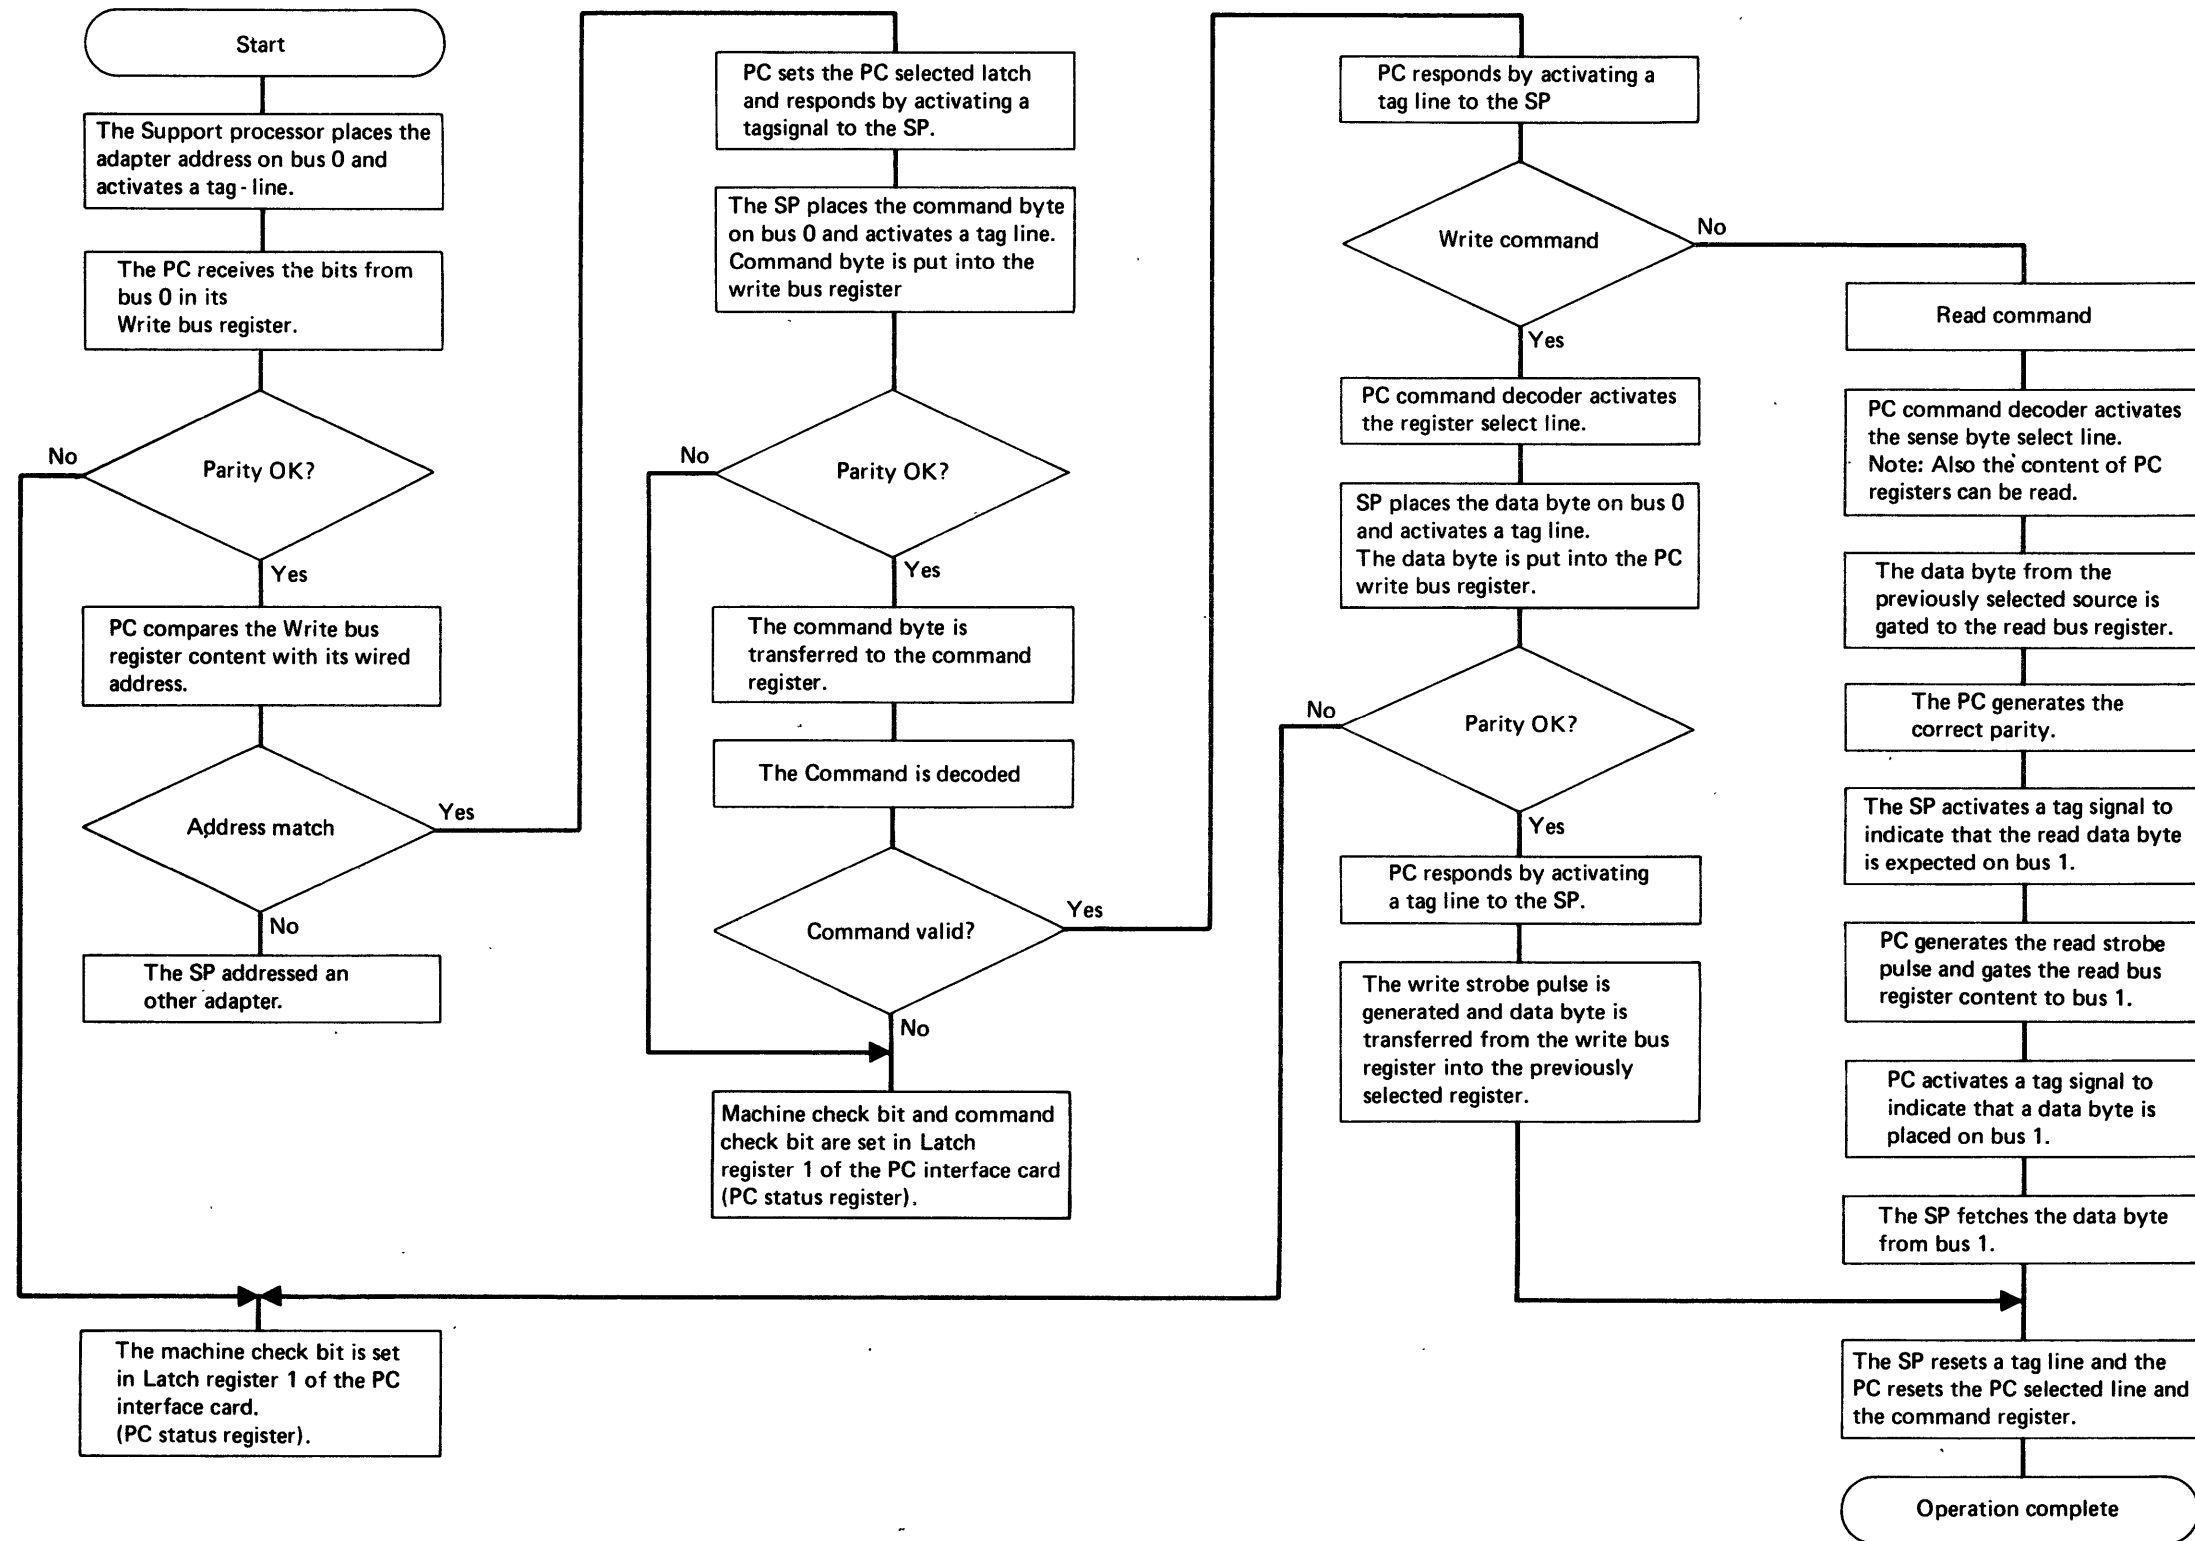 Start
The Support processor places the
adapter address on bus 0 and
activates a tag - line.
The PC receives the bits from
bus 0 in its
Write bus register.
No
Parity OK?
Yes
PC compares the Write bus
register content with its wired
address.
Address match
Yes
No
The SP addressed an
other adapter.
The machine check bit is set
in Latch register 1 of the PC
interface card.
(PC status register).
PC sets the PC selected latch
and responds by activating a
tagsignal to the SP.
The SP places the command byte
on bus 0 and activates a tag line.
Command byte is put into the
write bus register
No
Parity OK?
Yes
The command byte is
transferred to the command
register.
The Command is decoded
Command valid?
Yes
No
Machine check bit and command
check bit are set in Latch
register 1 of the PC interface card
(PC status register).
PC responds by activating a
tag line to the SP
Write command
No
Yes
PC command decoder activates
the register select line.
SP places the data byte on bus 0
and activates a tag line.
The data byte is put into the PC
write bus register.
No
Parity OK?
Yes
PC responds by activating
a tag line to the SP.
The write strobe pulse is
generated and data byte is
transferred from the write bus
register into the previously
selected register.
Read command
PC command decoder activates
the sense byte select line.
Note: Also the content of PC
registers can be read.
The data byte from the
previously selected source is
gated to the read bus register.
The PC generates the
correct parity.
The SP activates a tag signal to
indicate that the read data byte
is expected on bus 1.
PC generates the read strobe
pulse and gates the read bus
register content to bus 1.
PC activates a tag signal to
indicate that a data byte is
placed on bus 1.
The SP fetches the data byte
from bus 1.
The SP resets a tag line and the
PC resets the PC selected line and
the command register.
Operation complete